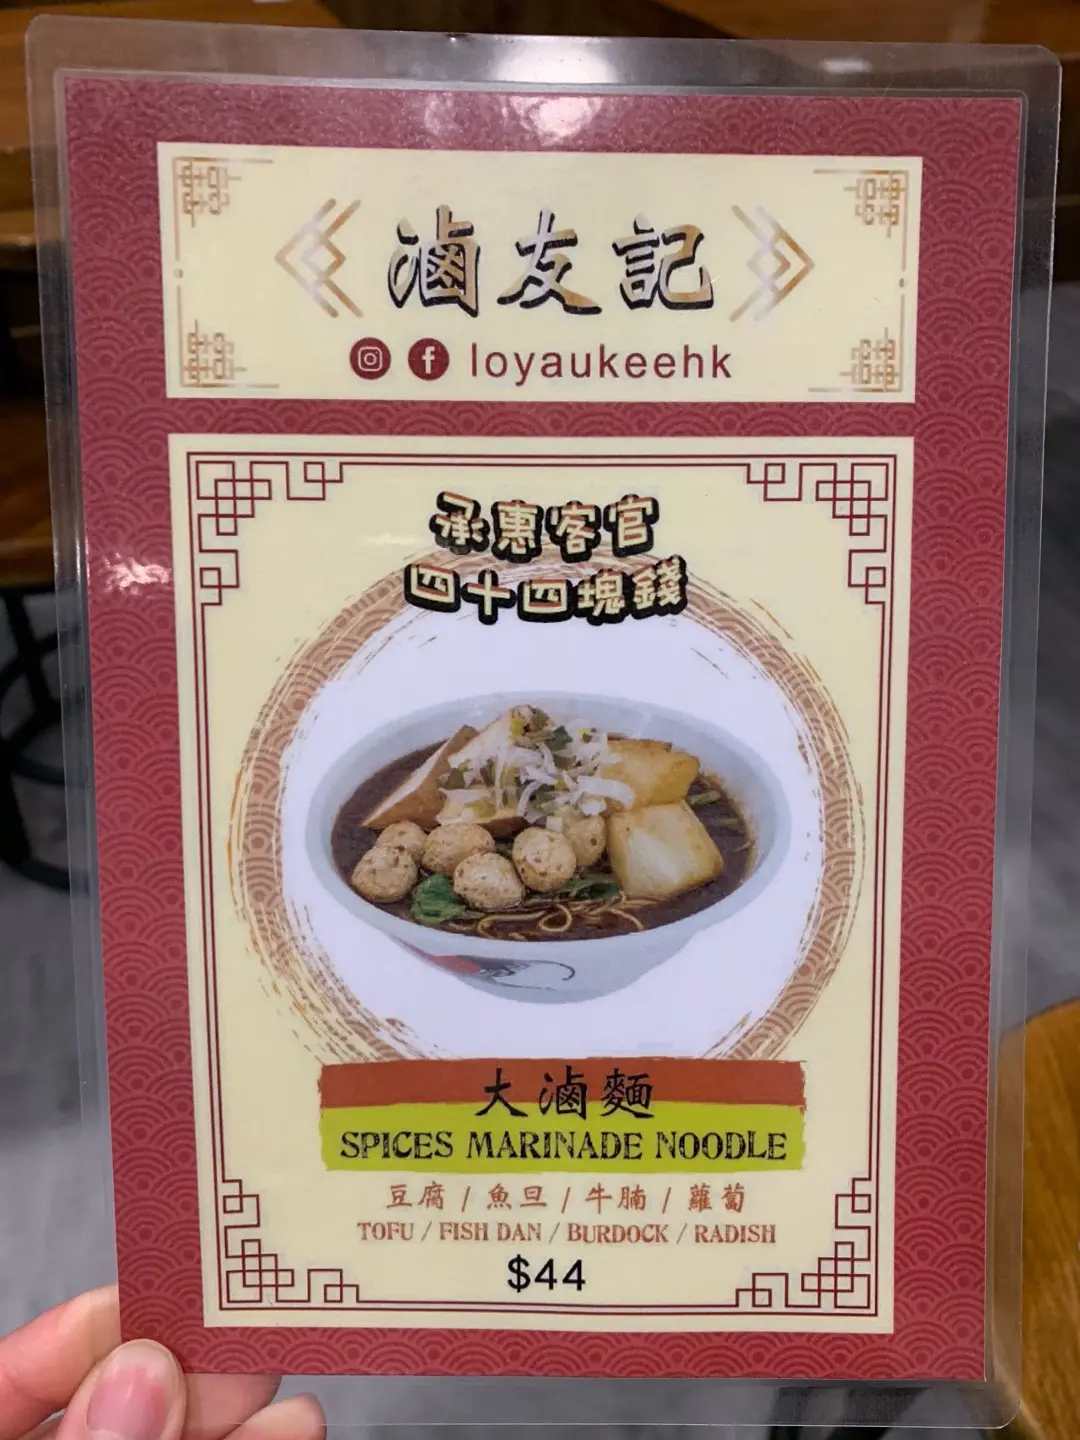 滷友記
loyaukeehk
承惠客官
四十四塊錢
大滷麵
SPICES MARINADE NOODLE
豆腐 / 魚旦 / 牛腩 / 蘿蔔
TOFU / FISH DAN / BURDOCK / RADISH
$44